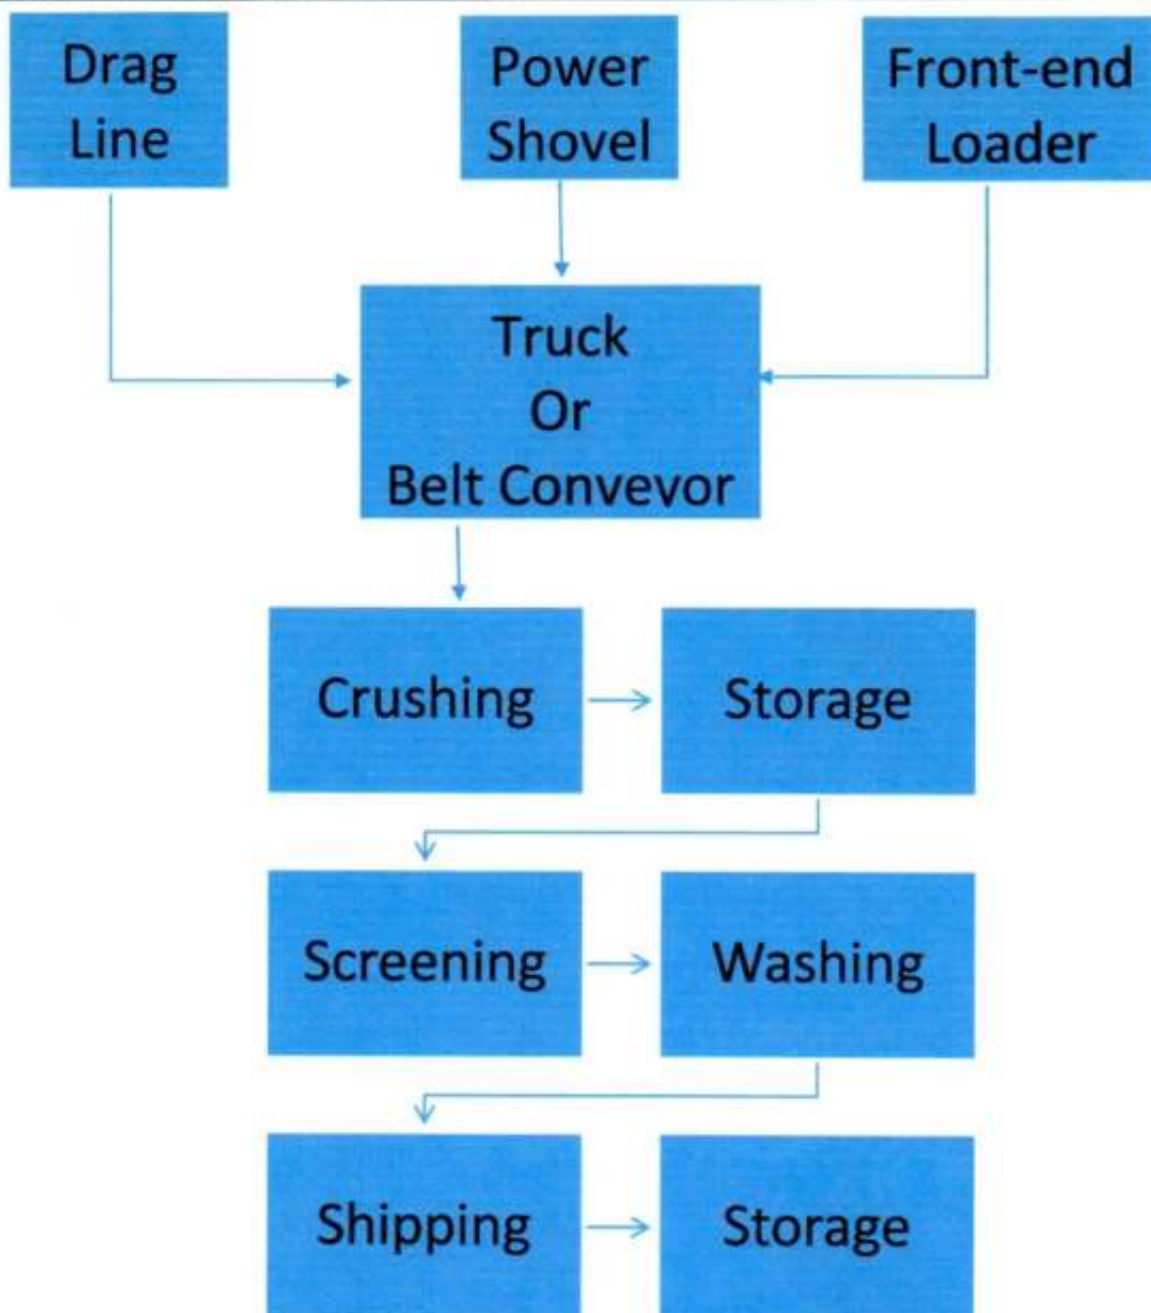 Drag
Line
Power
Shovel
Front-end
Loader
Truck
Or
Belt Convevor
Crushing
Storage
Screening
Washing
Shipping
Storage